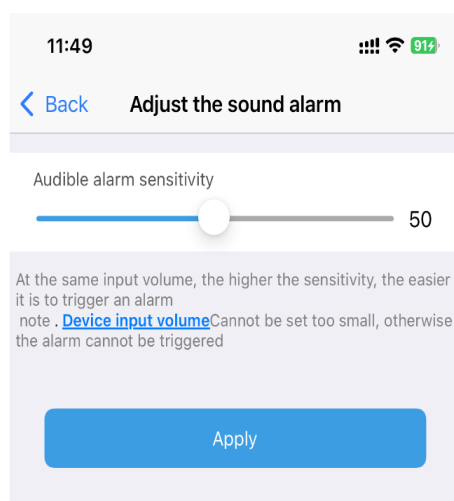 11:49
91
Back Adjust the sound alarm
Audible alarm sensitivity
50
At the same input volume, the higher the sensitivity, the easier
it is to trigger an alarm
note . Device input volumeCannot be set too small, otherwise
the alarm cannot be triggered
Apply